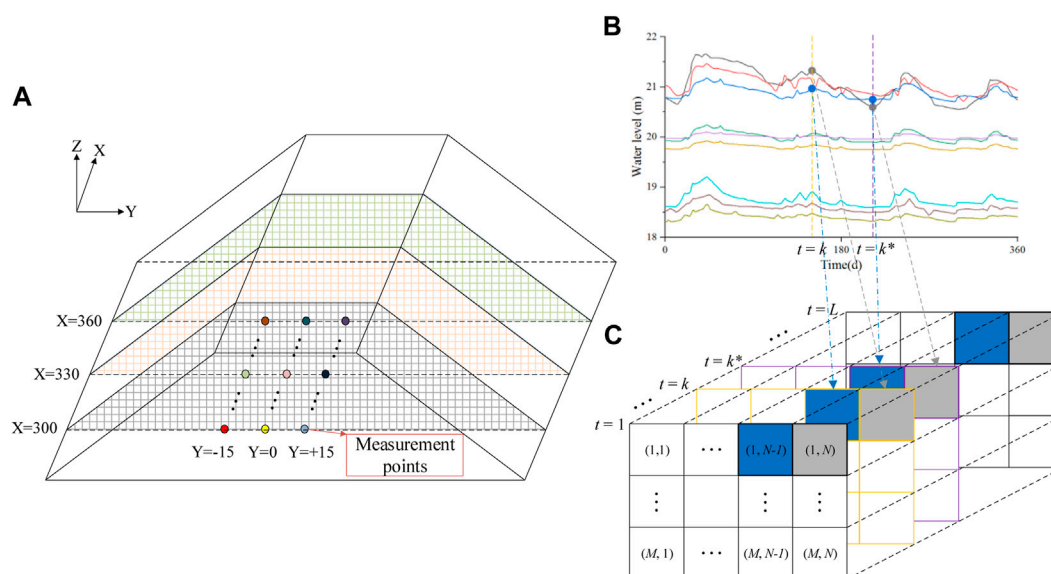 A
Z
X
Y
X=360
X=330
X=300
Y=-15 Y=0 Y=+15
Measurement
points
B
Water level (m)
22
21
20
19
18
0 180 360
t = k t = k*
Time(d)
C
t = L
t = k*
t = k
t = 1
(1,1) ••• (1, N-1) (1, N)
(M, 1) ••• (M, N-1) (M, N)